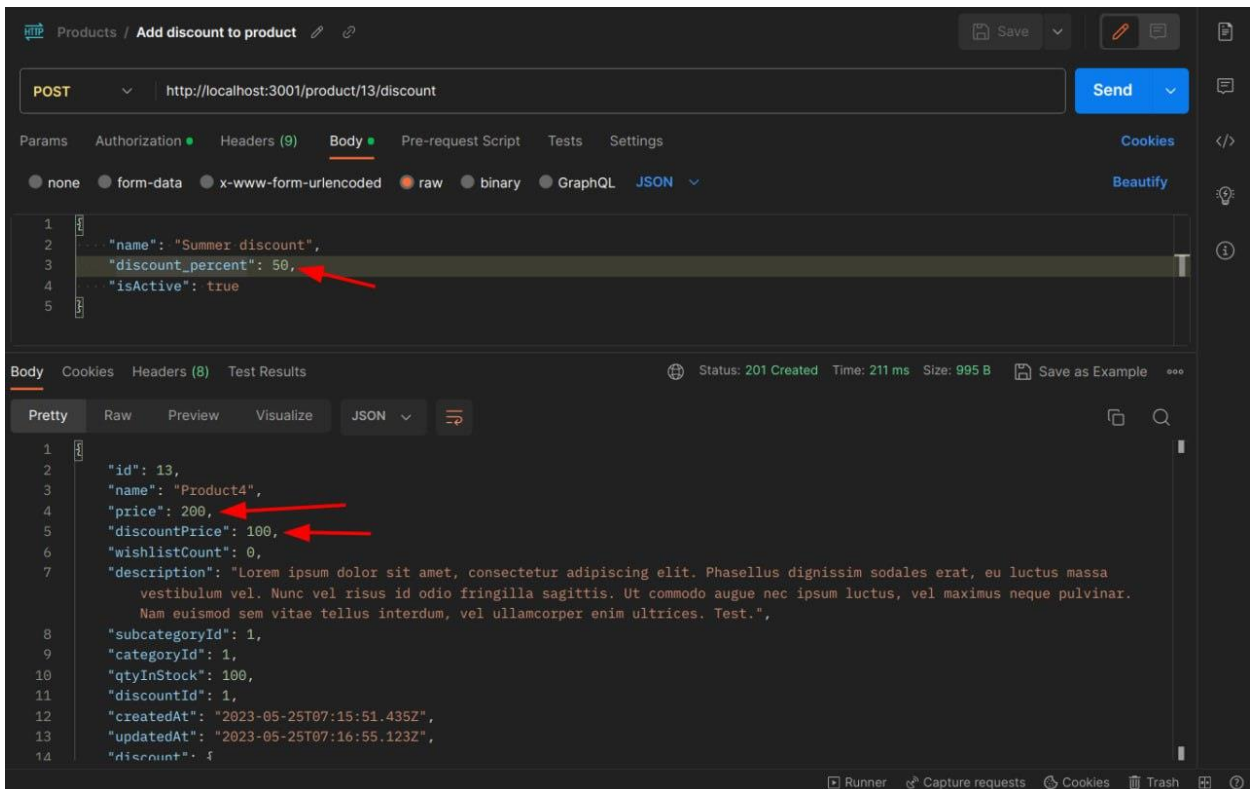 HTTP Products / Add discount to product
Save
POST http://localhost:3001/product/13/discount Send
Params Authorization Headers (9) Body Pre-request Script Tests Settings Cookies
none form-data x-www-form-urlencoded raw binary GraphQL JSON Beautify
1 {
2 "name": "Summer discount",
3 "discount_percent": 50,
4 "isActive": true
5 }
Body Cookies Headers (8) Test Results Status: 201 Created Time: 211 ms Size: 995 B Save as Example
Pretty Raw Preview Visualize JSON
1 {
2 "id": 13,
3 "name": "Product4",
4 "price": 200,
5 "discountPrice": 100,
6 "wishlistCount": 0,
7 "description": "Lorem ipsum dolor sit amet, consectetur adipiscing elit. Phasellus dignissim sodales erat, eu luctus massa
vestibulum vel. Nunc vel risus id odio fringilla sagittis. Ut commodo augue nec ipsum luctus, vel maximus neque pulvinar.
Nam euismod sem vitae tellus interdum, vel ullamcorper enim ultrices. Test.",
8 "subcategoryId": 1,
9 "categoryId": 1,
10 "qtyInStock": 100,
11 "discountId": 1,
12 "createdAt": "2023-05-25T07:15:51.435Z",
13 "updatedAt": "2023-05-25T07:16:55.123Z",
14 "discount": {
Runner Capture requests Cookies Trash